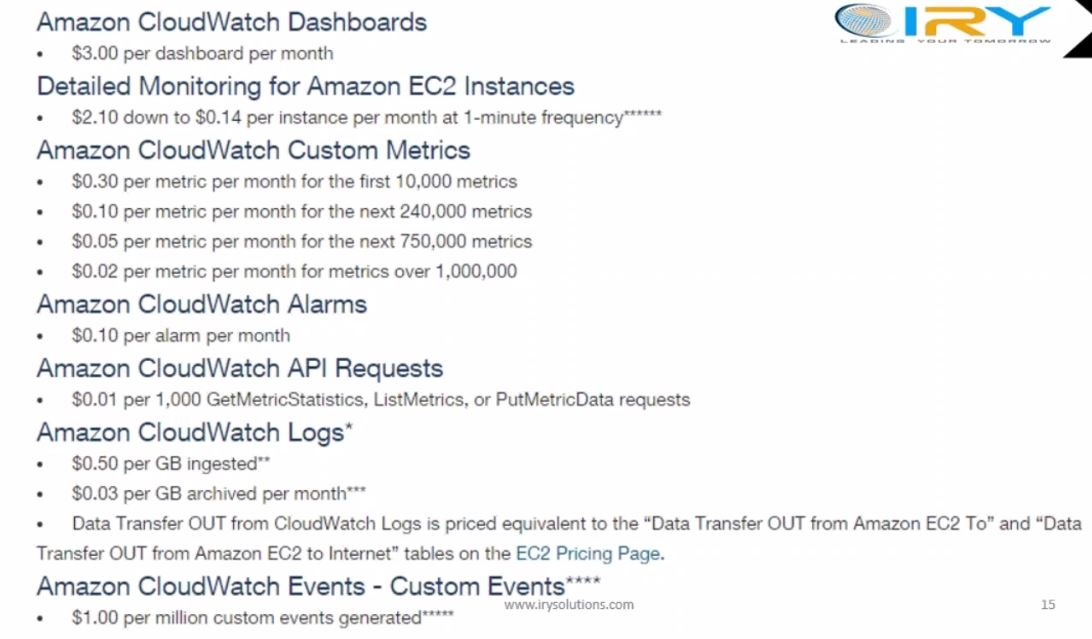 Amazon CloudWatch Dashboards
IRY
LEADING YOUR TOMORROW
• $3.00 per dashboard per month
Detailed Monitoring for Amazon EC2 Instances
• $2.10 down to $0.14 per instance per month at 1-minute frequency******
Amazon CloudWatch Custom Metrics
• $0.30 per metric per month for the first 10,000 metrics
• $0.10 per metric per month for the next 240,000 metrics
• $0.05 per metric per month for the next 750,000 metrics
• $0.02 per metric per month for metrics over 1,000,000
Amazon CloudWatch Alarms
• $0.10 per alarm per month
Amazon CloudWatch API Requests
• $0.01 per 1,000 GetMetricStatistics, ListMetrics, or PutMetricData requests
Amazon CloudWatch Logs*
• $0.50 per GB ingested**
• $0.03 per GB archived per month***
• Data Transfer OUT from CloudWatch Logs is priced equivalent to the “Data Transfer OUT from Amazon EC2 To” and “Data
Transfer OUT from Amazon EC2 to Internet” tables on the EC2 Pricing Page.
Amazon CloudWatch Events - Custom Events****
• $1.00 per million custom events generated*****
www.irysolutions.com
15